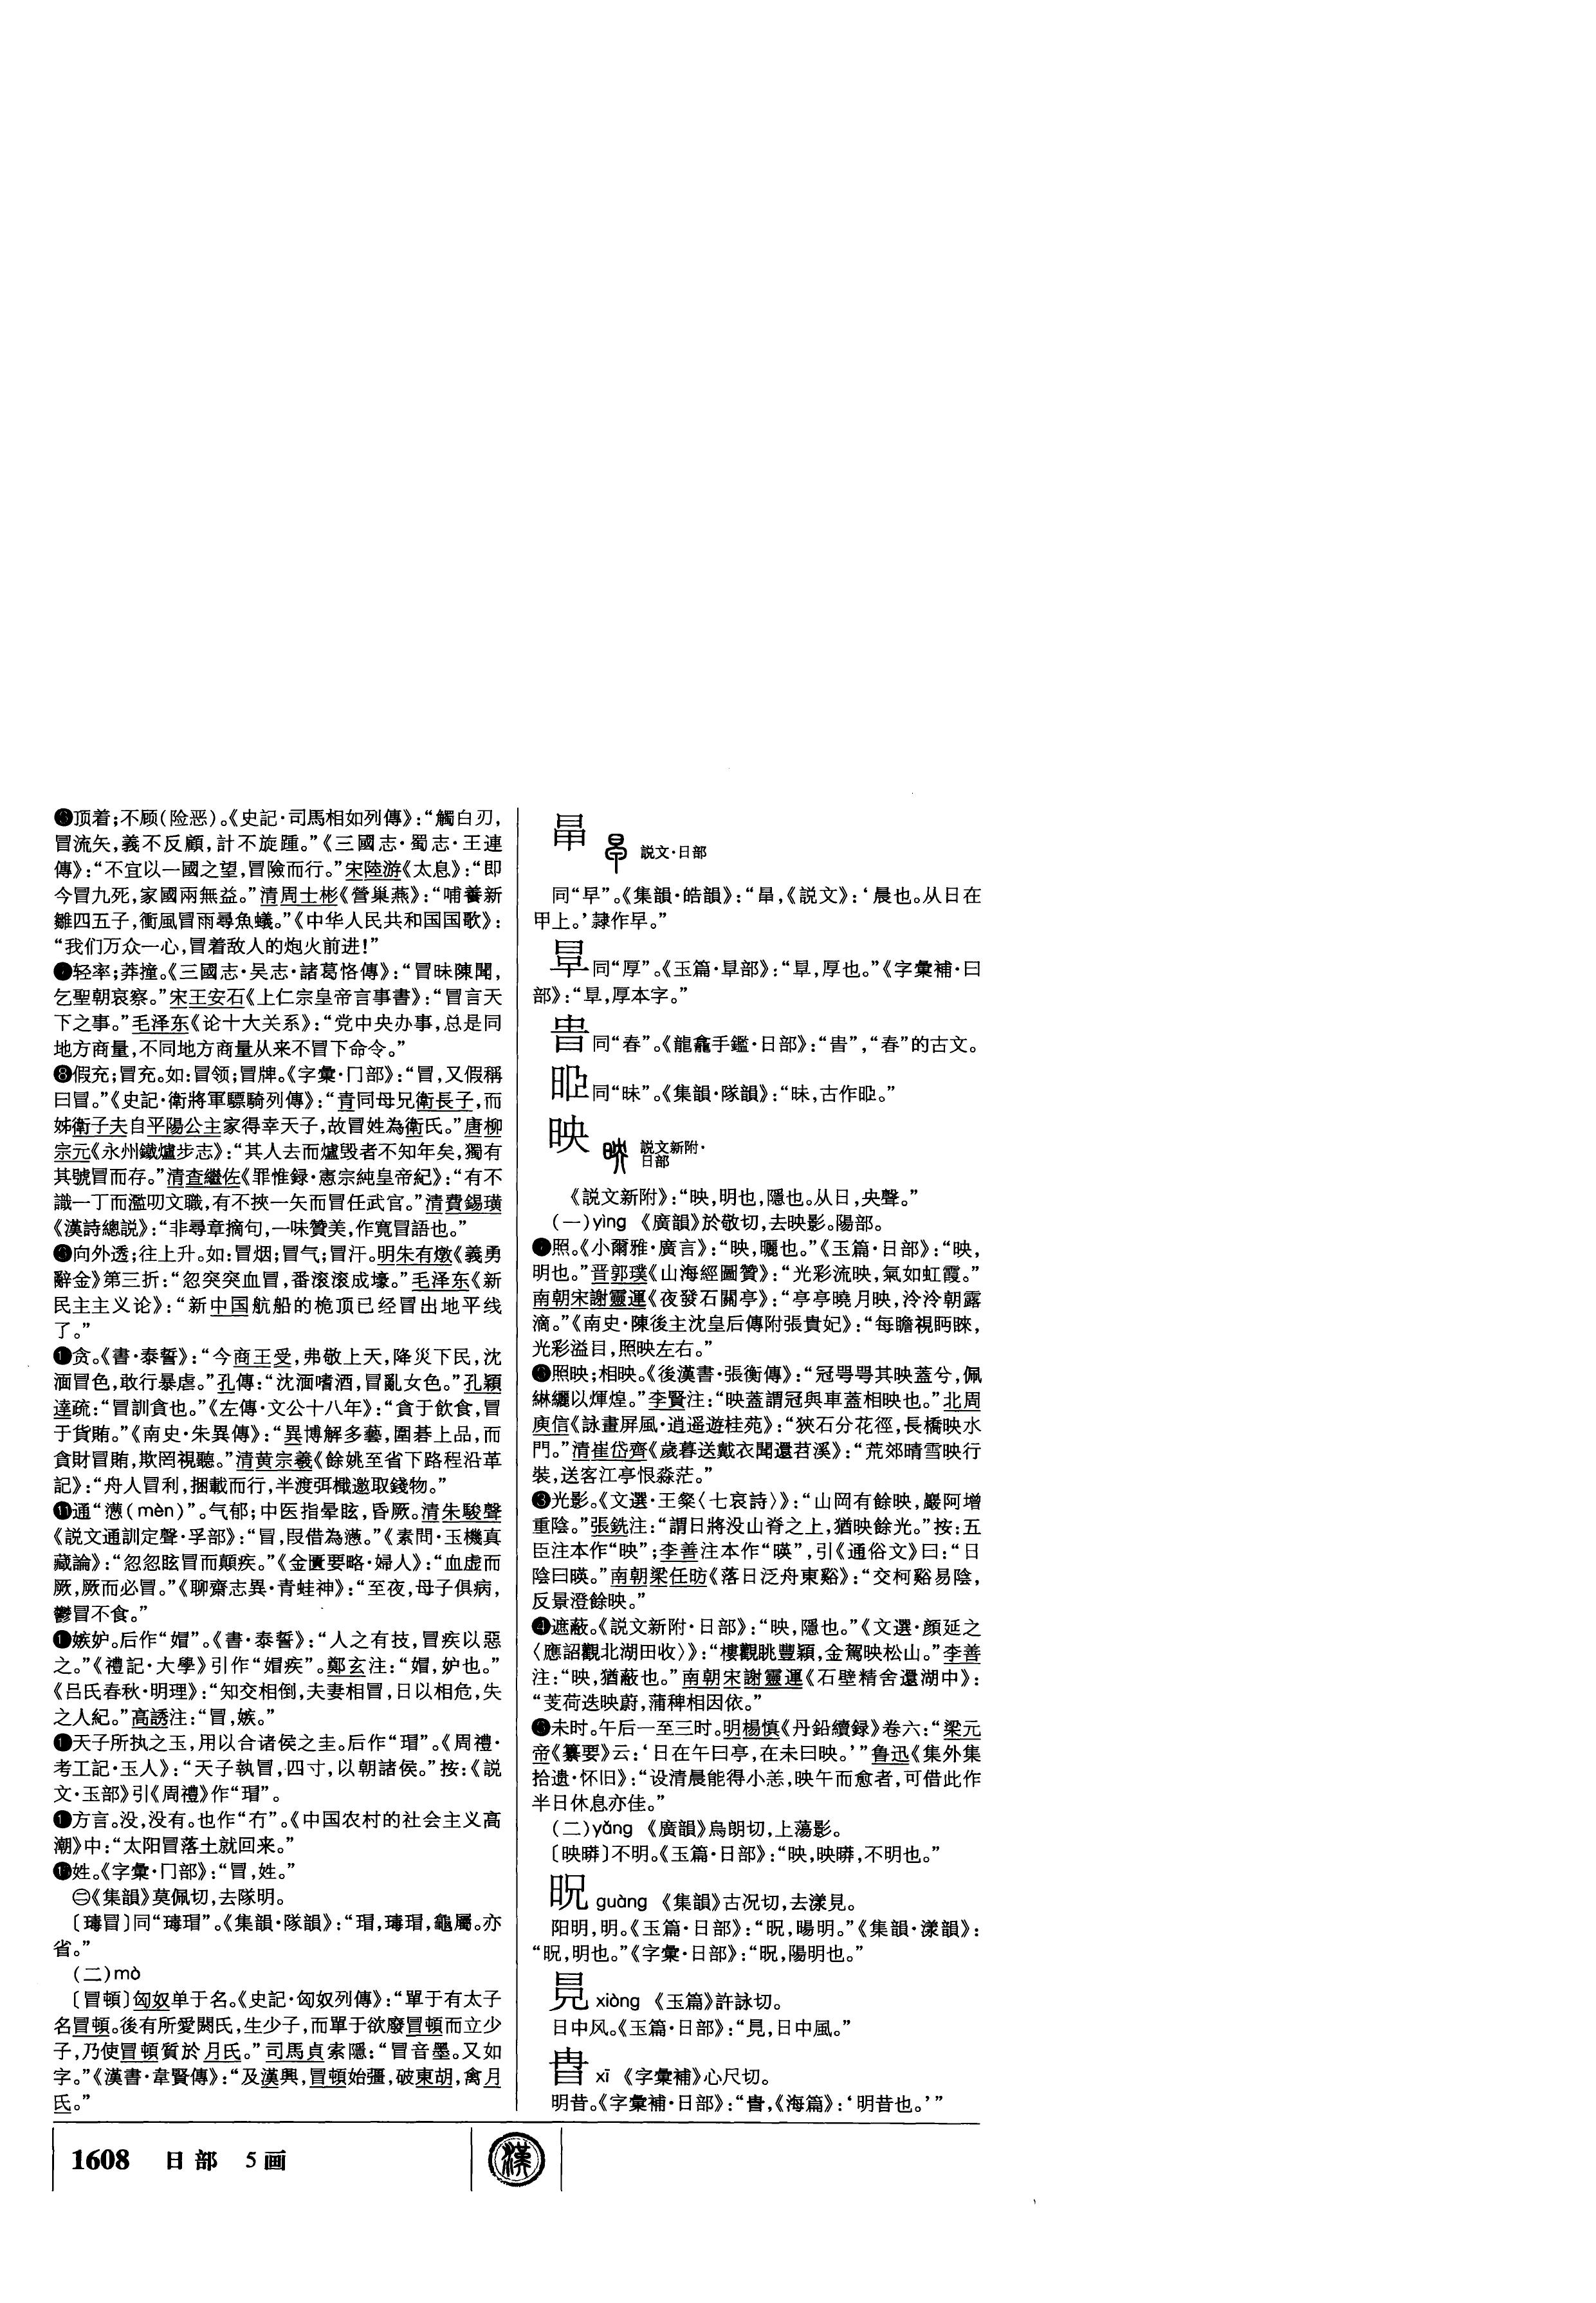 ❻顶着;不顾(险恶)。《史記·司馬相如列傳》:“觸白刃,
冒流矢,義不反顧,計不旋踵。”《三國志·蜀志·王連
傳》:“不宜以一國之望,冒險而行。”宋陸游《太息》:“即
今冒九死,家國兩無益。”清周士彬《營巢燕》:“哺養新
雛四五子,衝風冒雨尋魚蟻。”《中华人民共和国国歌》:
“我们万众一心,冒着敌人的炮火前进!”
❼轻率;莽撞。《三國志·吴志·諸葛恪傳》:“冒昧陳聞,
乞聖朝哀察。”宋王安石《上仁宗皇帝言事書》:“冒言天
下之事。”毛泽东《论十大关系》:“党中央办事,总是同
地方商量,不同地方商量从来不冒下命令。”
❽假充;冒充。如:冒领;冒牌。《字彙·冂部》:“冒,又假稱
曰冒。”《史記·衛將軍驃騎列傳》:“青同母兄衛長子,而
姊衛子夫自平陽公主家得幸天子,故冒姓為衛氏。”唐柳
宗元《永州鐵爐步志》:“其人去而爐毁者不知年矣,獨有
其號冒而存。”清查繼佐《罪惟録·憲宗純皇帝紀》:“有不
識一丁而濫叨文職,有不挾一矢而冒任武官。”清費錫璜
《漢詩總説》:“非尋章摘句,一味贊美,作寬冒語也。”
❾向外透;往上升。如:冒烟;冒气;冒汗。明朱有燉《義勇
辭金》第三折:“忽突突血冒,番滚滚成壕。”毛泽东《新
民主主义论》:“新中国航船的桅顶已经冒出地平线
了。”
❿贪。《書·泰誓》:“今商王受,弗敬上天,降災下民,沈
湎冒色,敢行暴虐。”孔傳:“沈湎嗜酒,冒亂女色。”孔穎
達疏:“冒訓貪也。”《左傳·文公十八年》:“貪于飲食,冒
于貨賄。”《南史·朱异傳》:“异博解多藝,圍碁上品,而
貪財冒賄,欺罔視聽。”清黄宗羲《餘姚至省下路程沿革
記》:“舟人冒利,捆載而行,半渡弭檝邀取錢物。”
⓫通“懑(mèn)”。气郁;中医指晕眩,昏厥。清朱駿聲
《説文通訓定聲·孚部》:“冒,叚借為懣。”《素問·玉機真
藏論》:“忽忽眩冒而顛疾。”《金匱要略·婦人》:“血虚而
厥,厥而必冒。”《聊齋志異·青蛙神》:“至夜,母子俱病,
鬱冒不食。”
⓬嫉妒。后作“媢”。《書·泰誓》:“人之有技,冒疾以惡
之。”《禮記·大學》引作“媢疾”。鄭玄注:“媢,妒也。”
《吕氏春秋·明理》:“知交相倒,夫妻相冒,日以相危,失
之人紀。”高誘注:“冒,嫉。”
⓭天子所执之玉,用以合诸侯之圭。后作“瑁”。《周禮·
考工記·玉人》:“天子執冒,四寸,以朝諸侯。”按:《説
文·玉部》引《周禮》作“瑁”。
⓮方言。没,没有。也作“冇”。《中国农村的社会主义高
潮》中:“太阳冒落土就回来。”
⓯姓。《字彙·冂部》:“冒,姓。”
㊁《集韻》莫佩切,去隊明。
〔瑇冒〕同“瑇瑁”。《集韻·隊韻》:“瑁,瑇瑁,龜屬。亦
省。”
(二)mò
〔冒頓〕匈奴单于名。《史記·匈奴列傳》:“單于有太子
名冒頓。後有所愛閼氏,生少子,而單于欲廢冒頓而立少
子,乃使冒頓質於月氏。”司馬貞索隱:“冒音墨。又如
字。”《漢書·韋賢傳》:“及漢興,冒頓始彊,破東胡,禽月
氏。”
𣅀 説文·日部
同“早”。《集韻·皓韻》:“𣅀,《説文》:‘晨也。从日在
甲上。’隸作早。”
㫗同“厚”。《玉篇·㫗部》:“㫗,厚也。”《字彙補·日
部》:“㫗,厚本字。”
旾同“春”。《龍龕手鑑·日部》:“旾”,“春”的古文。
同“昧”。《集韻·隊韻》:“昧,古作
映 説文新附·
日部
《説文新附》:“映,明也,隱也。从日,央聲。”
(一)yìng 《廣韻》於敬切,去映影。陽部。
❶照。《小爾雅·廣言》:“映,曬也。”《玉篇·日部》:“映,
明也。”晋郭璞《山海經圖贊》:“光彩流映,氣如虹霞。”
南朝宋謝靈運《夜發石關亭》:“亭亭曉月映,泠泠朝露
滴。”《南史·陳後主沈皇后傳附張貴妃》:“每瞻視眄睞,
光彩溢目,照映左右。”
❷照映;相映。《後漢書·張衡傳》:“冠咢咢其映蓋兮,佩
綝纚以煇煌。”李賢注:“映蓋謂冠與車蓋相映也。”北周
庾信《詠畫屏風·逍遥遊桂苑》:“狹石分花徑,長橋映水
門。”清崔岱齊《歲暮送戴衣聞還苕溪》:“荒郊晴雪映行
裝,送客江亭恨淼茫。”
❸光影。《文選·王粲〈七哀詩〉》:“山岡有餘映,巖阿增
重陰。”張銑注:“謂日將没山脊之上,猶映餘光。”按:五
臣注本作“映”;李善注本作“暎”,引《通俗文》曰:“日
陰曰暎。”南朝梁任昉《落日泛舟東谿》:“交柯谿易陰,
反景澄餘映。”
❹遮蔽。《説文新附·日部》:“映,隱也。”《文選·顔延之
〈應詔觀北湖田收〉》:“樓觀眺豐穎,金駕映松山。”李善
注:“映,猶蔽也。”南朝宋謝靈運《石壁精舍還湖中》:
“芰荷迭映蔚,蒲稗相因依。”
❺未时。午后一至三时。明楊慎《丹鉛續録》卷六:“梁元
帝《纂要》云:‘日在午曰亭,在未曰映。’”鲁迅《集外集
拾遗·怀旧》:“设清晨能得小恙,映午而愈者,可借此作
半日休息亦佳。”
(二)yǎng 《廣韻》烏朗切,上蕩影。
〔映㬒〕不明。《玉篇·日部》:“映,映㬒,不明也。”
㫛 guàng 《集韻》古况切,去漾見。
阳明,明。《玉篇·日部》:“㫛,暘明。”《集韻·漾韻》:
“㫛,明也。”《字彙·日部》:“㫛,陽明也。”
xiòng 《玉篇》許詠切。
日中风。《玉篇·日部》:“日中風。”
xī 《字彙補》心尺切。
明昔。《字彙補·日部》:“《海篇》:‘明昔也。’”
1608 日部 5画
漢